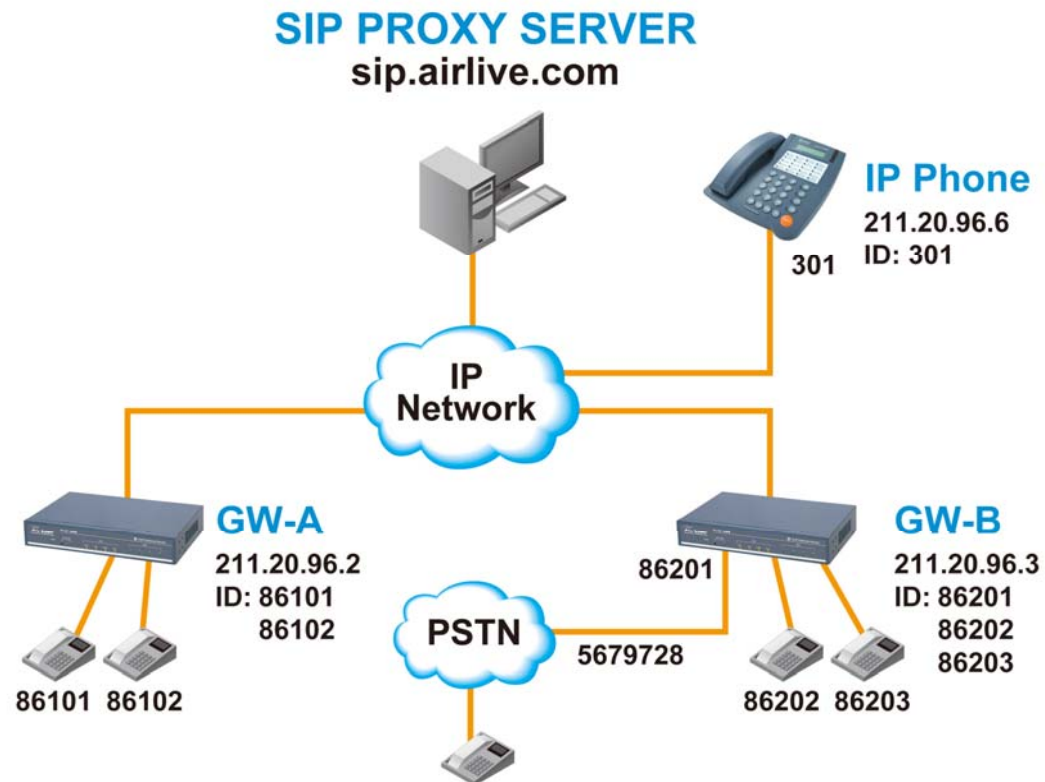 SIP PROXY SERVER
sip.airlive.com
IP Phone
211.20.96.6
ID: 301
301
IP
Network
GW-A
211.20.96.2
ID: 86101
86102
86101
86102
PSTN
5679728
86201
GW-B
211.20.96.3
ID: 86201
86202
86203
86202
86203